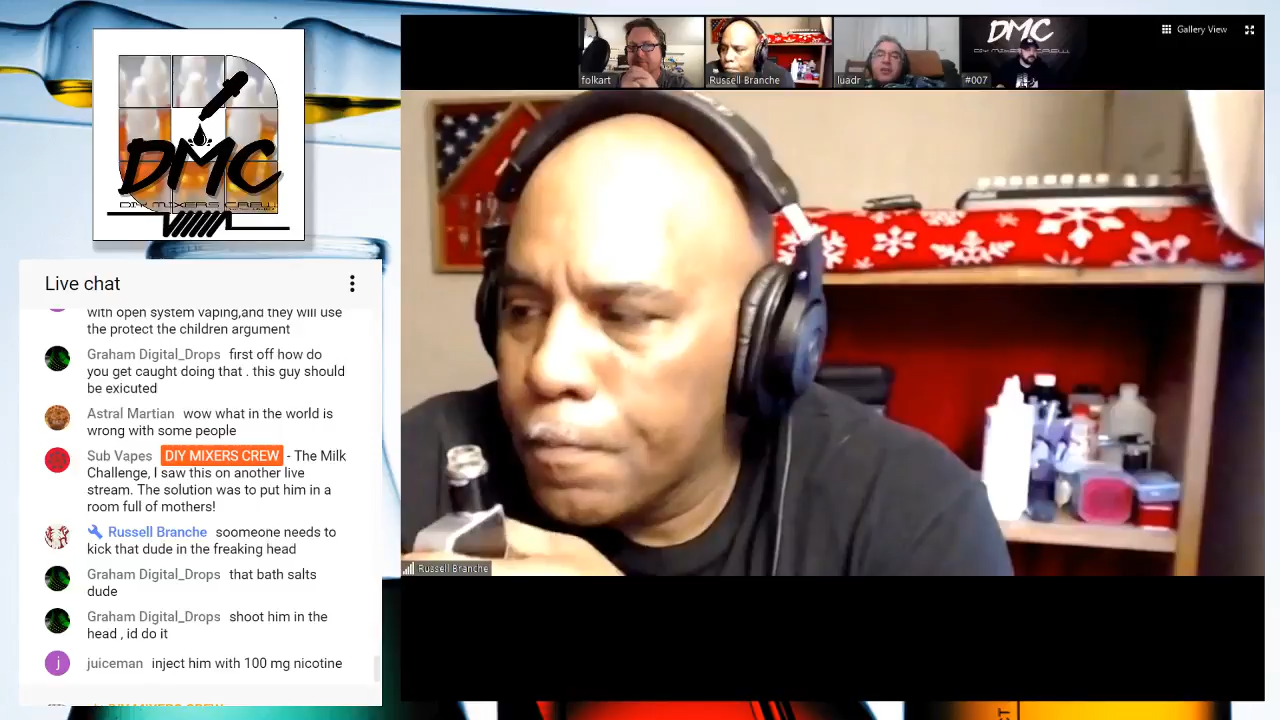 DMC
DIY MIXERS CREW
Live chat
with open system vaping,and they will use
the protect the children argument
Graham Digital_Drops first off how do
you get caught doing that . this guy should
be exicuted
Astral Martian wow what in the world is
wrong with some people
Sub Vapes DIY MIXERS CREW - The Milk
Challenge, I saw this on another live
stream. The solution was to put him in a
room full of mothers!
Russell Branche soomeone needs to
kick that dude in the freaking head
Graham Digital_Drops that bath salts
dude
Graham Digital_Drops shoot him in the
head , id do it
j juiceman inject him with 100 mg nicotine
folkart
Russell Branche
luadr
DMC
DIY MIXERS CREW
#007
Gallery View
Russell Branche